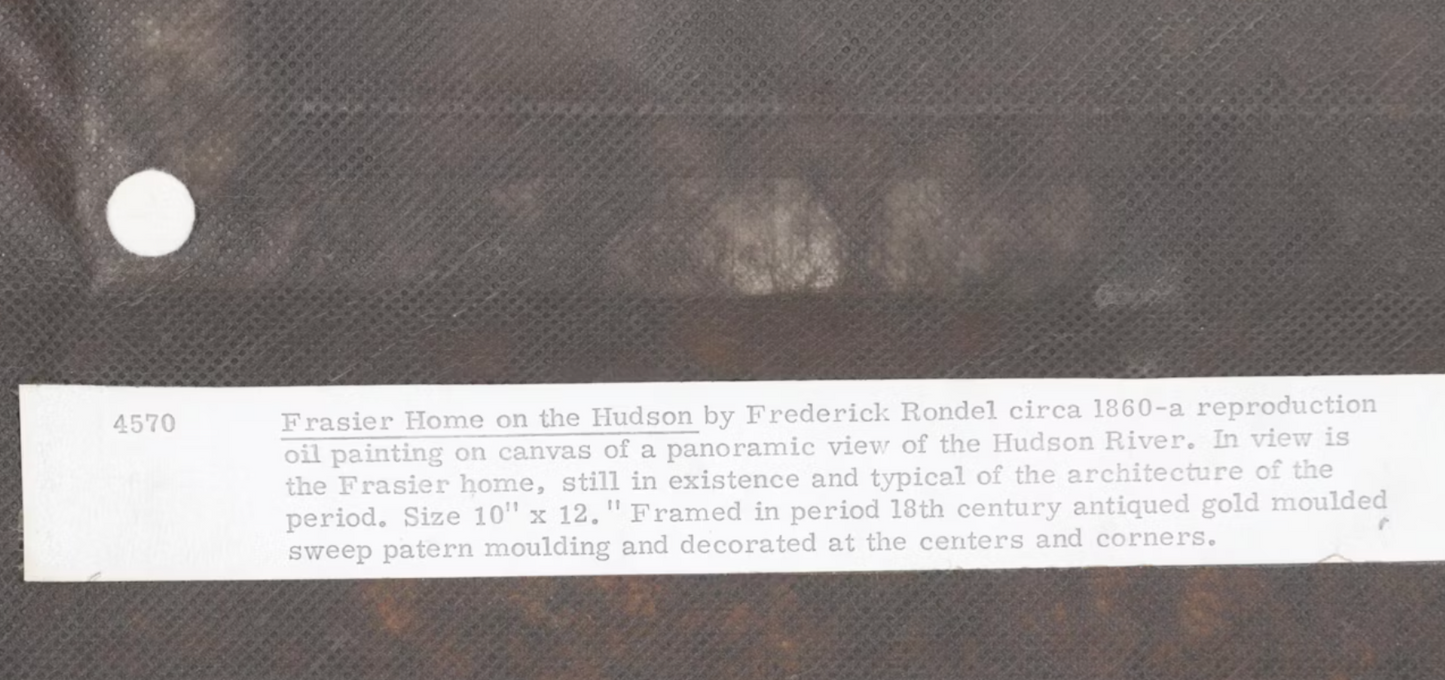 4570 Frasier Home on the Hudson by Frederick Rondel circa 1860-a reproduction
oil painting on canvas of a panoramic view of the Hudson River. In view is
the Frasier home, still in existence and typical of the architecture of the
period. Size 10" x 12." Framed in period 18th century antiqued gold moulded
sweep patern moulding and decorated at the centers and corners.